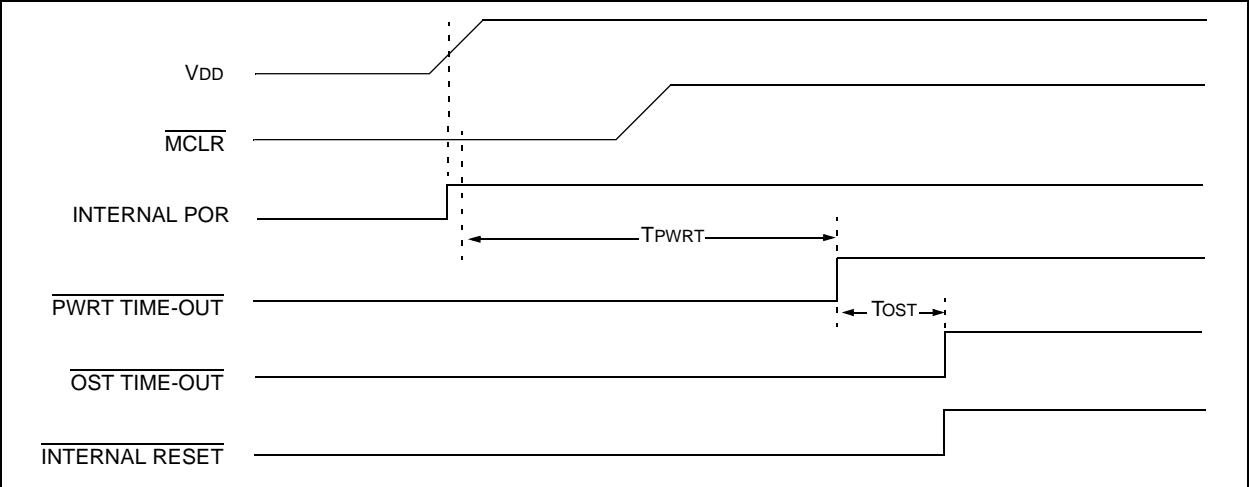 VDD
MCLR
INTERNAL POR
TPWRT
PWRT TIME-OUT
TOST
OST TIME-OUT
INTERNAL RESET